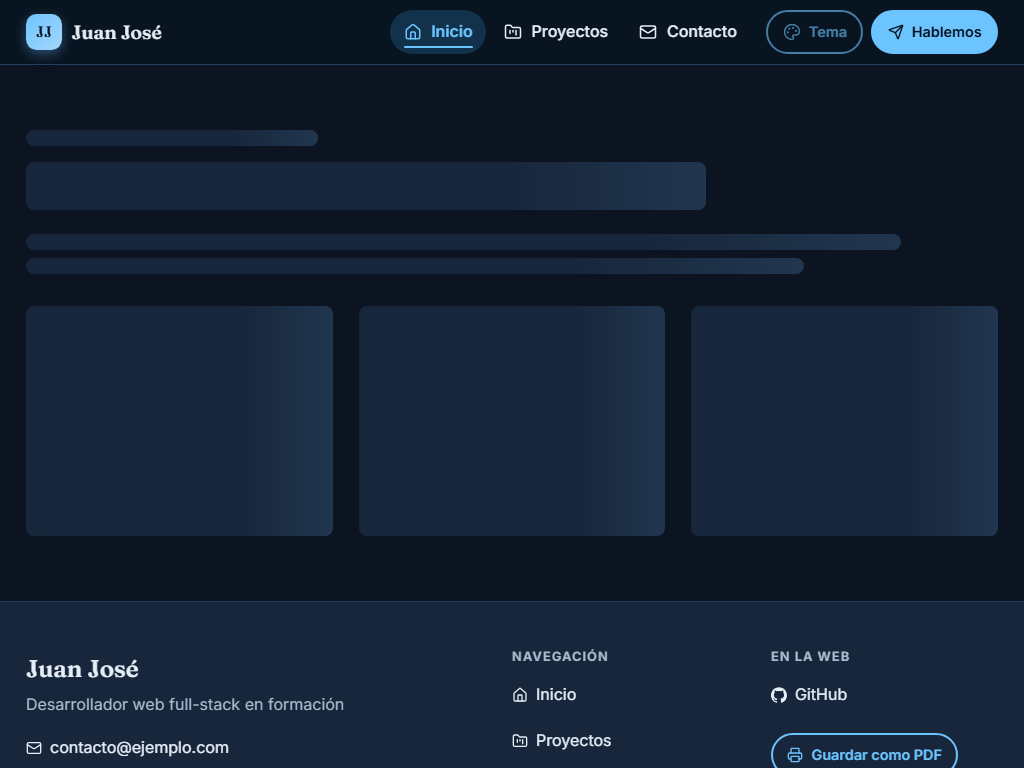 JJ Juan José Inicio Proyectos Contacto Tema Hablemos
Juan José
Desarrollador web full-stack en formación
contacto@ejemplo.com
NAVEGACIÓN
Inicio
Proyectos
EN LA WEB
GitHub
Guardar como PDF